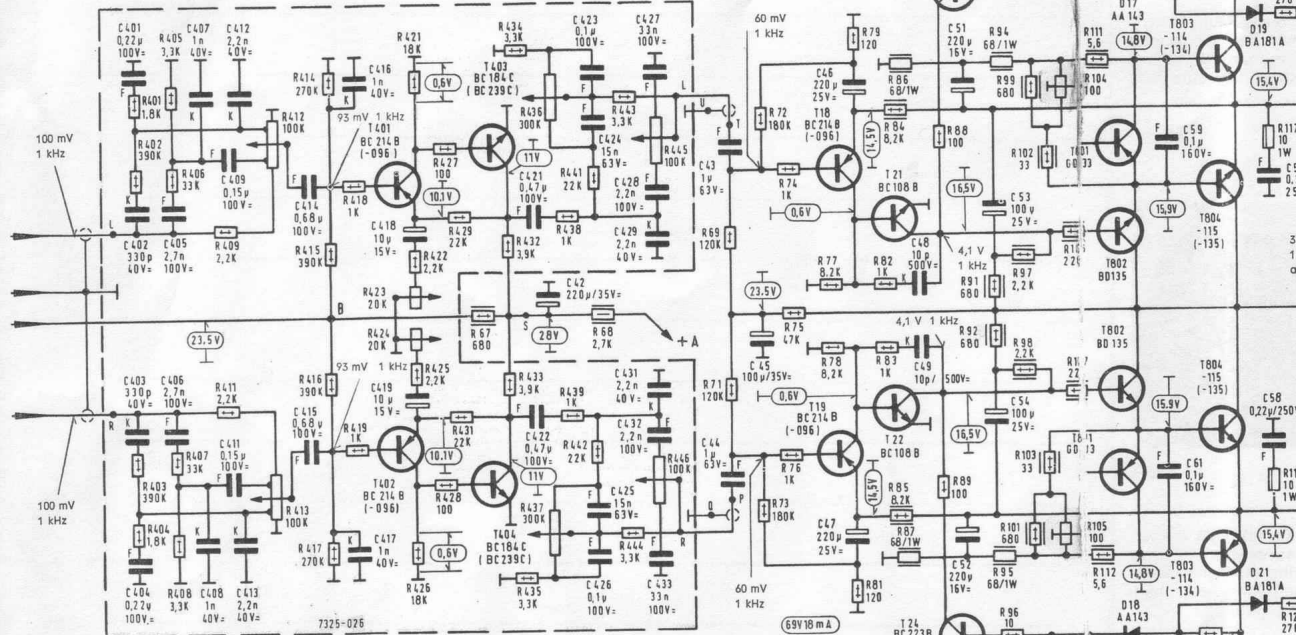 C401
0,22µ
100V=
R405
3,3K
C407
1n
40V=
C412
2,2n
40V=
R401
1,8K
R402
390K
R406
33K
C409
0,15µ
100V=
R412
100K
100 mV
1 kHz
L
C402
330p
40V=
C405
2,7n
100V=
R409
2,2K
R414
270K
C416
1n
40V=
93 mV 1 kHz
C414
0,68µ
100V=
R418
1K
R415
390K
R421
18K
0,6V
T401
BC214B
(-096)
C418
10µ
15V=
R427
100
10,1V
R429
22K
R422
2,2K
R423
20K
R434
3,3K
T403
BC184C
(BC239C)
R436
300K
11V
C421
0,47µ
100V=
R432
3,9K
R438
1K
C423
0,1µ
100V=
C427
33n
100V=
R443
3,3K
C424
15n
63V=
R441
22K
R445
100K
C428
2,2n
100V=
C429
2,2n
40V=
L
U
T
B
23,5V
R424
20K
R67
680
C42
220µ/35V=
S
28V
R68
2,7K
+A
C403
330p
40V=
C406
2,7n
100V=
R411
2,2K
R
R407
33K
C411
0,15µ
100V=
R403
390K
R404
1,8K
R413
100K
100 mV
1 kHz
C404
0,22µ
100V=
R408
3,3K
C408
1n
40V=
C413
2,2n
40V=
R416
390K
93 mV 1 kHz
C415
0,68
100V=
R419
1K
C419
10µ
15V=
R425
2,2K
R431
22K
10,1V
T402
BC214B
(-096)
R428
100
R417
270K
C417
1n
40V=
0,6V
R426
18K
R433
3,9K
R439
1K
C431
2,2n
40V=
C422
0,47µ
100V=
C432
2,2n
100V=
R442
22K
R446
100K
11V
R437
300K
C425
15n
63V=
T404
BC184C
(BC239C)
R444
3,3K
R435
3,3K
C426
0,1µ
100V=
C433
33n
100V=
R
Q
P
7325-026
60 mV
1 kHz
R79
120
C46
220µ
25V=
R72
180K
T18
BC214B
(-096)
14,5V
C43
1µ
63V=
R74
1K
0,6V
R69
120K
R86
68/1W
R84
8,2K
T21
BC108B
R77
8,2K
R82
1K
C48
10p
500V=
4,1 V
1 kHz
C51
220µ
16V=
R94
68/1W
R88
100
16,5V
R99
680
R102
33
R111
5,6
R104
100
C53
100µ
25V=
R91
680
R97
2,2K
23,5V
R75
47K
C45
100µ/35V=
R71
120K
R92
680
R98
2,2K
4,1 V 1 kHz
R78
8,2K
R83
1K
C49
10p/500V=
0,6V
T19
BC214B
(-096)
T22
BC108B
C44
1µ
63V=
R76
1K
R73
180K
14,5V
R85
8,2K
R87
68/1W
C47
220µ
25V=
R81
120
60 mV
1 kHz
69V18mA
16,5V
C54
100µ
25V=
R89
100
R103
33
R101
680
R105
100
R112
5,6
C52
220µ
16V=
R95
68/1W
R96
10
T24
BC223B
D17
AA143
14,8V
T803
-114
(-134)
D19
BA181A
15,4V
C59
0,1µ
160V=
15,9V
T804
-115
(-135)
T802
BD135
T802
BD135
T804
-115
(-135)
15,9V
C58
0,22µ/250V
C61
0,1µ
160V=
T803
-114
(-134)
14,8V
D18
AA143
15,4V
D21
BA181A